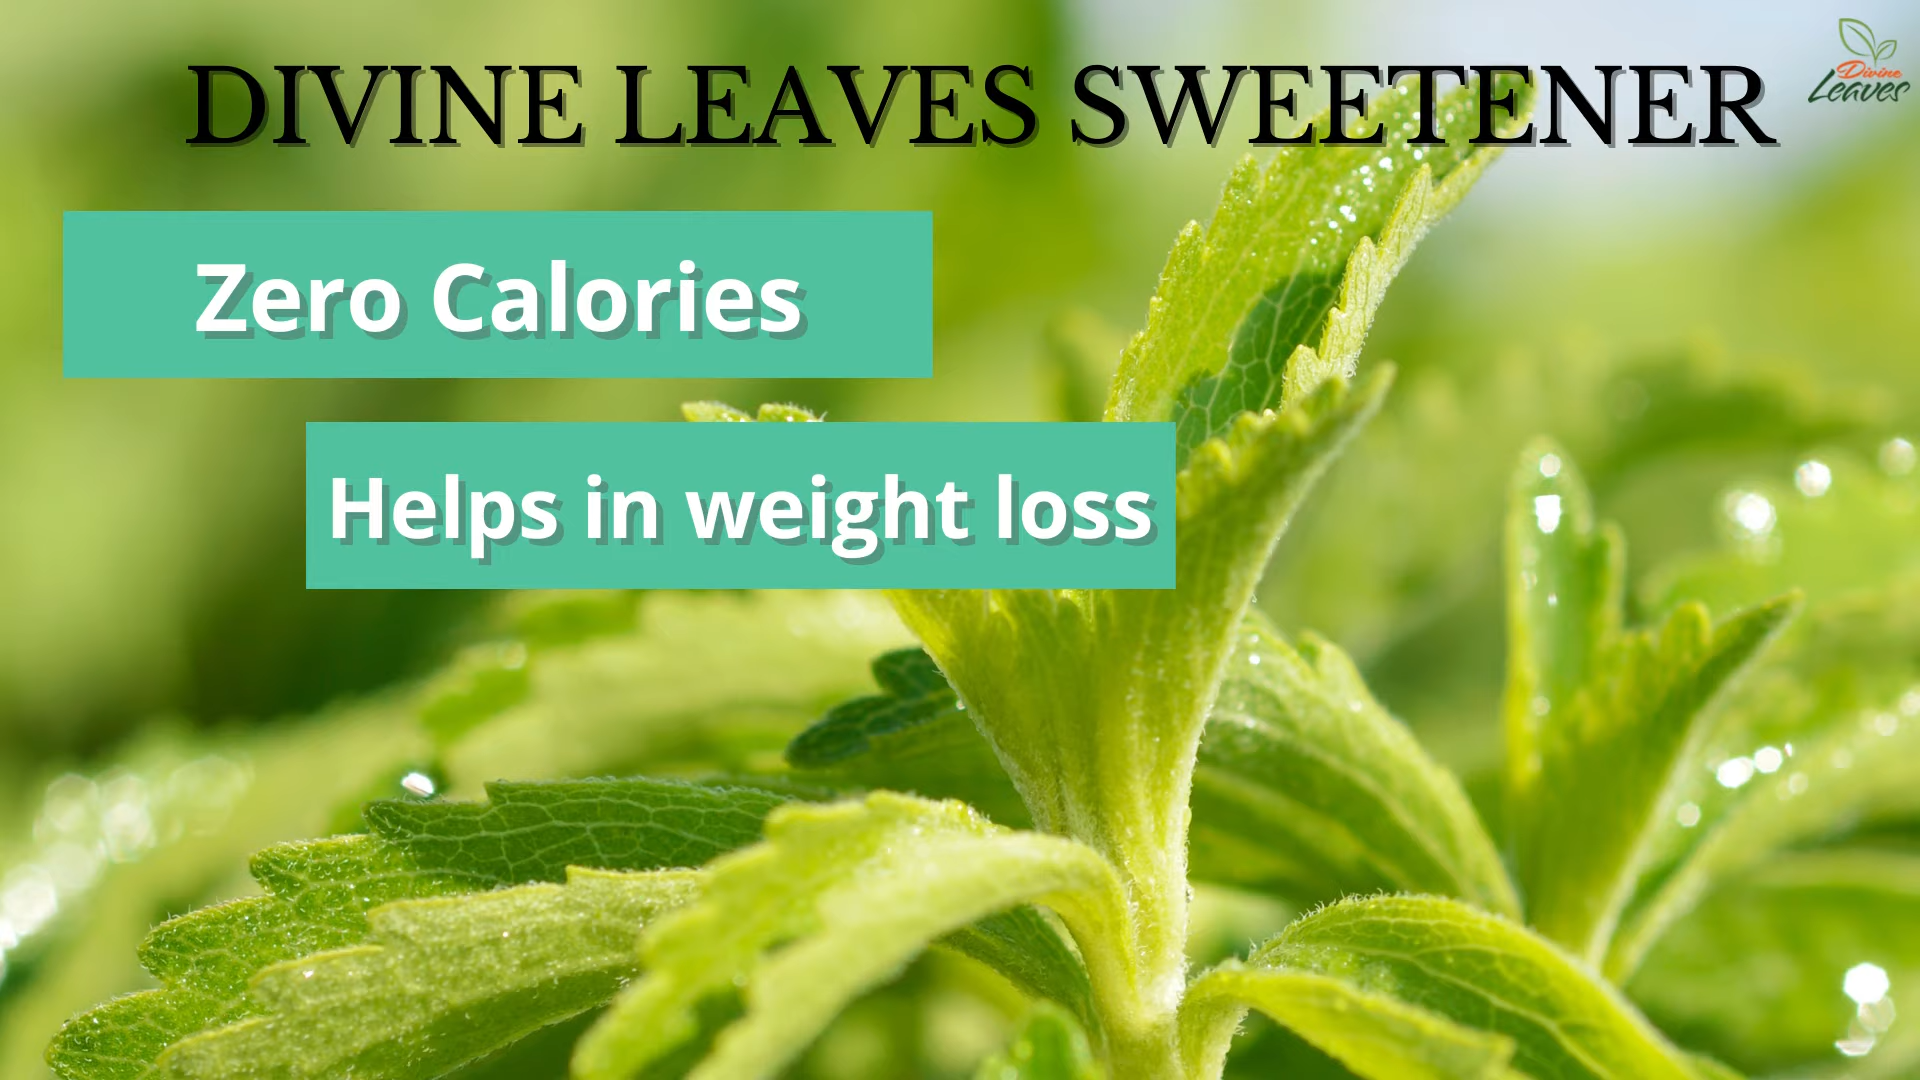 DIVINE LEAVES SWEETENER
Divine
Leaves
Zero Calories
Helps in weight loss